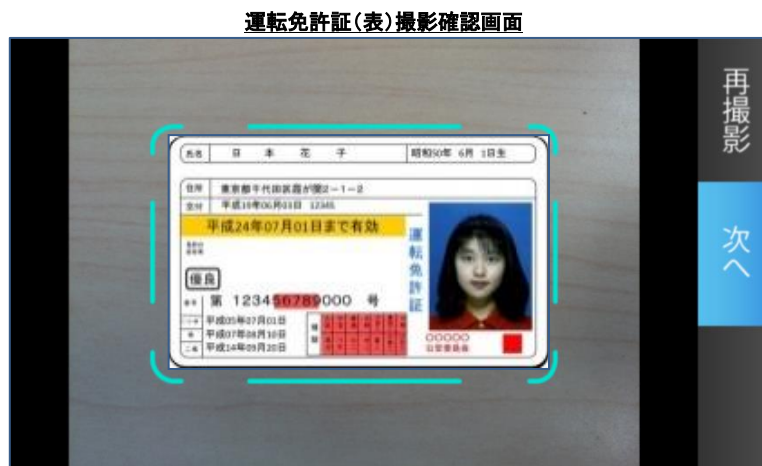 運転免許証(表)撮影確認画面
再撮影
次へ
氏名 日本花子 昭和50年 6月 1日生
住所 東京都千代田区霞が関2-1-2
交付 平成19年06月01日 12345
平成24年07月01日まで有効
優良
番号 第 123456789000 号
平成05年07月01日
平成07年08月10日
平成14年09月20日
運転免許証
○○○○○
公安委員会